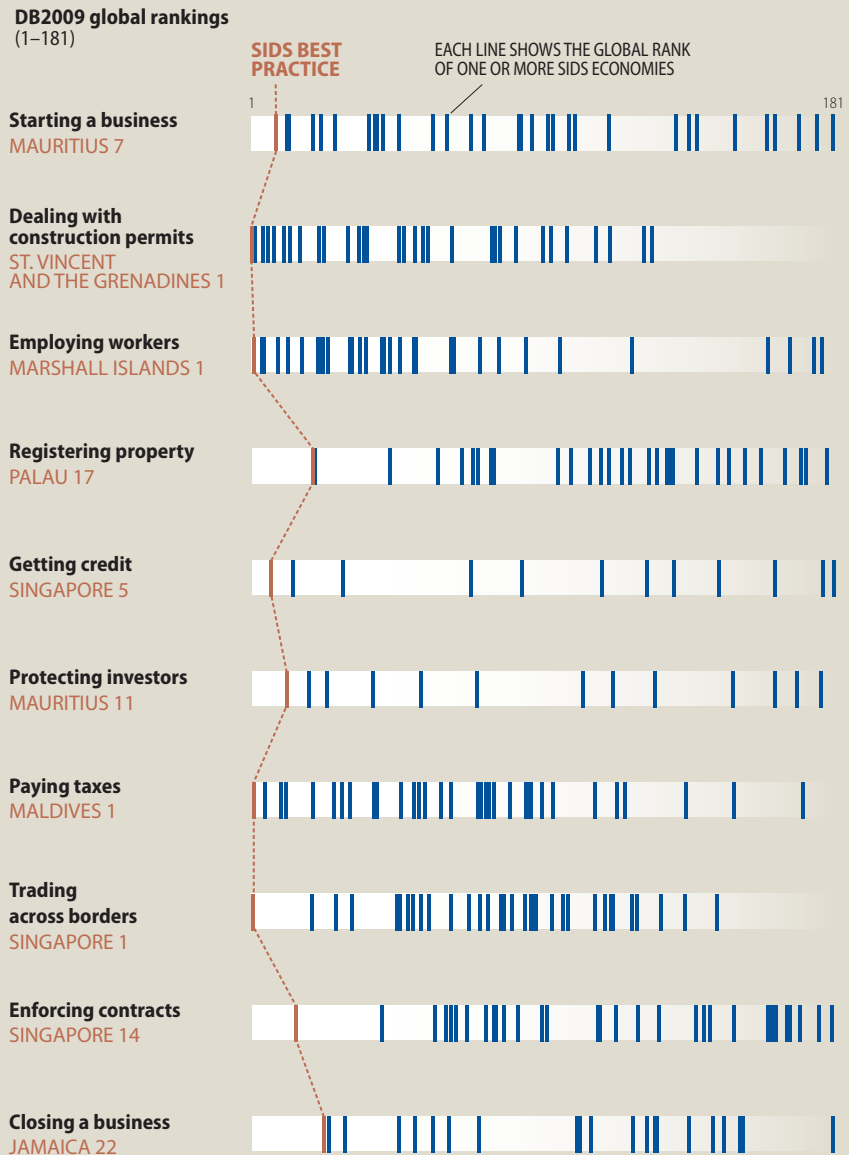 DB2009 global rankings
(1–181)
SIDS BEST
PRACTICE
EACH LINE SHOWS THE GLOBAL RANK
OF ONE OR MORE SIDS ECONOMIES
1
181
Starting a business
MAURITIUS 7
Dealing with
construction permits
ST. VINCENT
AND THE GRENADINES 1
Employing workers
MARSHALL ISLANDS 1
Registering property
PALAU 17
Getting credit
SINGAPORE 5
Protecting investors
MAURITIUS 11
Paying taxes
MALDIVES 1
Trading
across borders
SINGAPORE 1
Enforcing contracts
SINGAPORE 14
Closing a business
JAMAICA 22